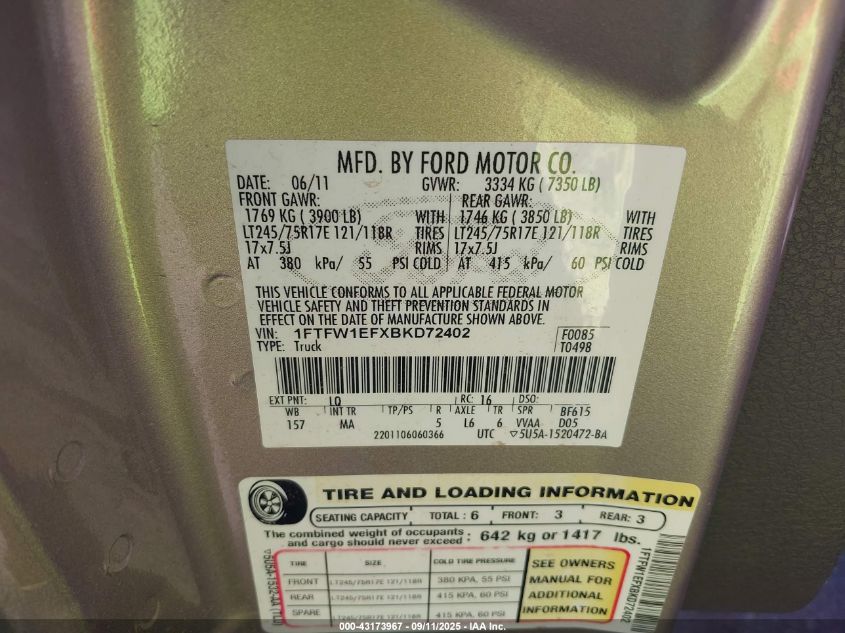 MFD. BY FORD MOTOR CO.
DATE: 06/11 GVWR: 3334 KG ( 7350 LB)
FRONT GAWR: REAR GAWR:
1769 KG ( 3900 LB) WITH 1746 KG ( 3850 LB) WITH
LT245/75R17E 121/118R TIRES LT245/75R17E 121/118R TIRES
17x7.5J RIMS 17x7.5J RIMS
AT 380 kPa/ 55 PSI COLD AT 415 kPa/ 60 PSI COLD
THIS VEHICLE CONFORMS TO ALL APPLICABLE FEDERAL MOTOR
VEHICLE SAFETY AND THEFT PREVENTION STANDARDS IN
EFFECT ON THE DATE OF MANUFACTURE SHOWN ABOVE.
VIN: 1FTFW1EFXBKD72402 F0085
TYPE: Truck T0498
EXT PNT: LQ RC: 16 DSO:
WB INT TR TP/PS R AXLE TR SPR BF615
157 MA 5 L6 6 VVAA D05
2201106060366 UTC ▽5U5A-1520472-BA
TIRE AND LOADING INFORMATION
SEATING CAPACITY TOTAL : 6 FRONT: 3 REAR: 3
The combined weight of occupants and cargo should never exceed : 642 kg or 1417 lbs.
TIRE SIZE COLD TIRE PRESSURE
FRONT LT245/75R17E 121/118R 380 KPA, 55 PSI
REAR LT245/75R17E 121/118R 415 KPA, 60 PSI
SPARE LT245/75R17E 121/118R 415 KPA, 60 PSI
SEE OWNERS
MANUAL FOR
ADDITIONAL
INFORMATION
1FTFW1EFXBKD72402
000-43173967 - 09/11/2025 - IAA Inc.